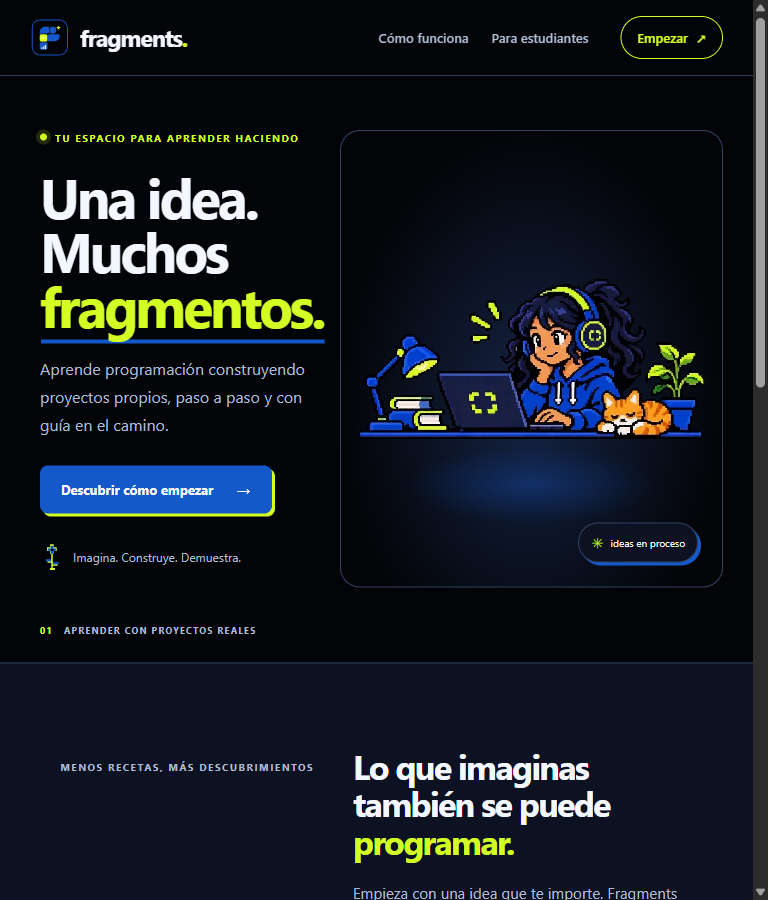 fragments.
Cómo funciona
Para estudiantes
Empezar ↗
TU ESPACIO PARA APRENDER HACIENDO
Una idea.
Muchos
fragmentos.
Aprende programación construyendo
proyectos propios, paso a paso y con
guía en el camino.
Descubrir cómo empezar →
Imagina. Construye. Demuestra.
ideas en proceso
01 APRENDER CON PROYECTOS REALES
MENOS RECETAS, MÁS DESCUBRIMIENTOS
Lo que imaginas
también se puede
programar.
Empieza con una idea que te importe. Fragments